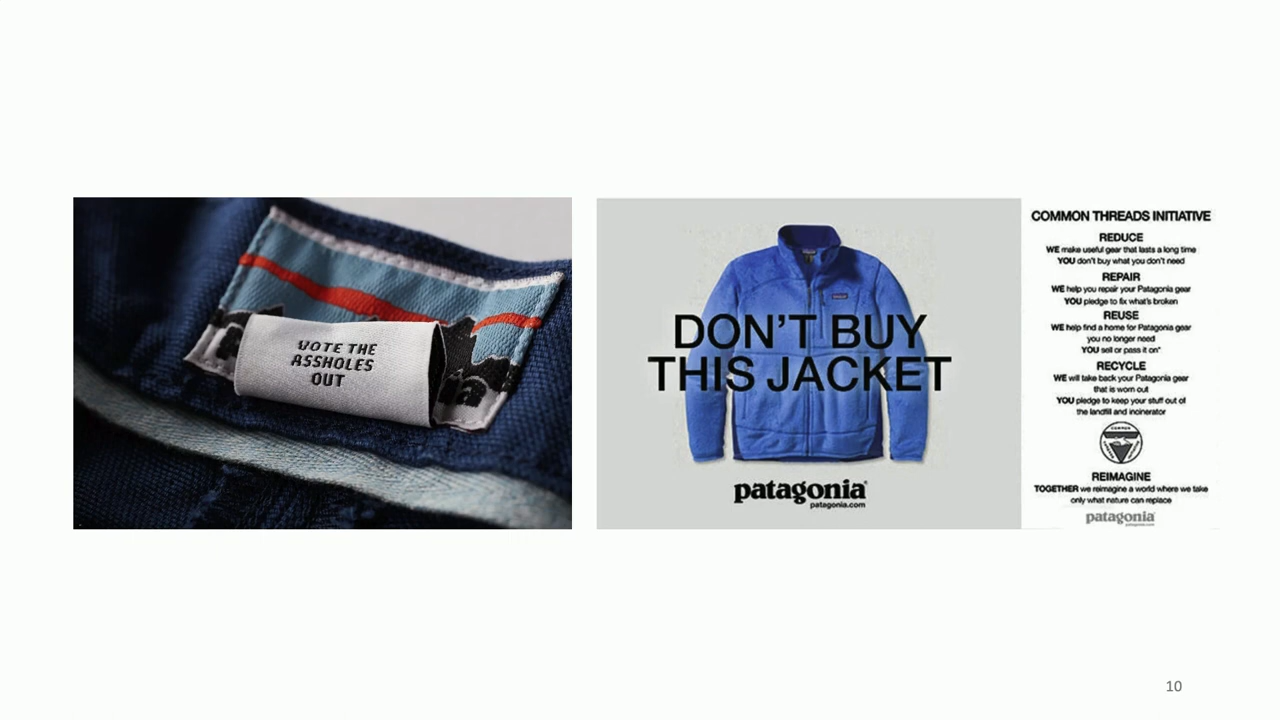 VOTE THE
ASSHOLES
OUT
DON'T BUY
THIS JACKET
patagonia®
patagonia.com
COMMON THREADS INITIATIVE
REDUCE
WE make useful gear that lasts a long time
YOU don't buy what you don't need
REPAIR
WE help you repair your Patagonia gear
YOU pledge to fix what's broken
REUSE
WE help find a home for Patagonia gear
you no longer need
YOU sell or pass it on*
RECYCLE
WE will take back your Patagonia gear
that is worn out
YOU pledge to keep your stuff out of
the landfill and incinerator
REIMAGINE
TOGETHER we reimagine a world where we take
only what nature can replace
patagonia
patagonia.com
10